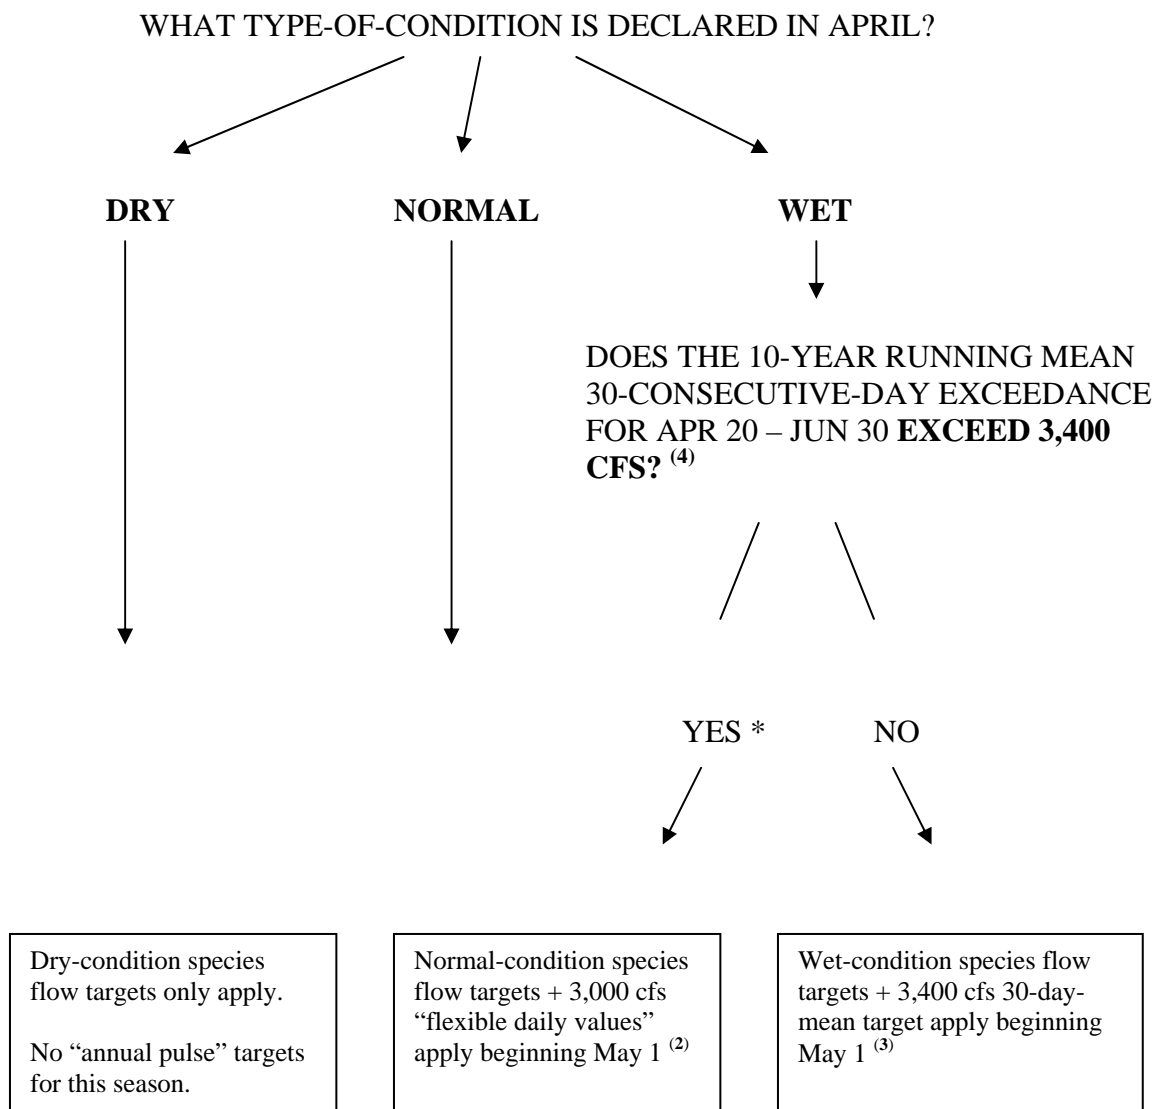 WHAT TYPE-OF-CONDITION IS DECLARED IN APRIL?
DRY
NORMAL
WET
DOES THE 10-YEAR RUNNING MEAN
30-CONSECUTIVE-DAY EXCEEDANCE
FOR APR 20 – JUN 30 EXCEED 3,400
CFS? (4)
YES *
NO
Dry-condition species
flow targets only apply.
No “annual pulse” targets
for this season.
Normal-condition species
flow targets + 3,000 cfs
“flexible daily values”
apply beginning May 1 (2)
Wet-condition species flow
targets + 3,400 cfs 30-day-
mean target apply beginning
May 1 (3)